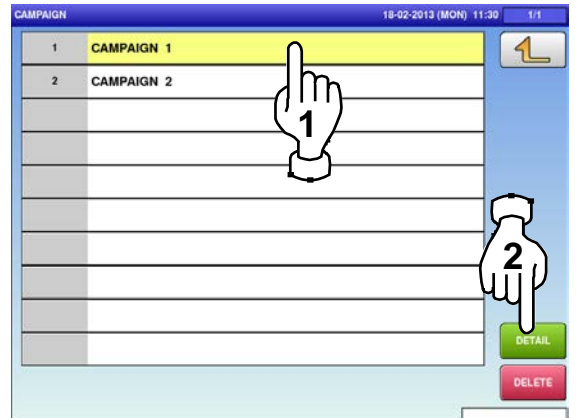 CAMPAIGN 18-02-2013 (MON) 11:30 1/1
1 CAMPAIGN 1
2 CAMPAIGN 2
1
2
DETAIL
DELETE